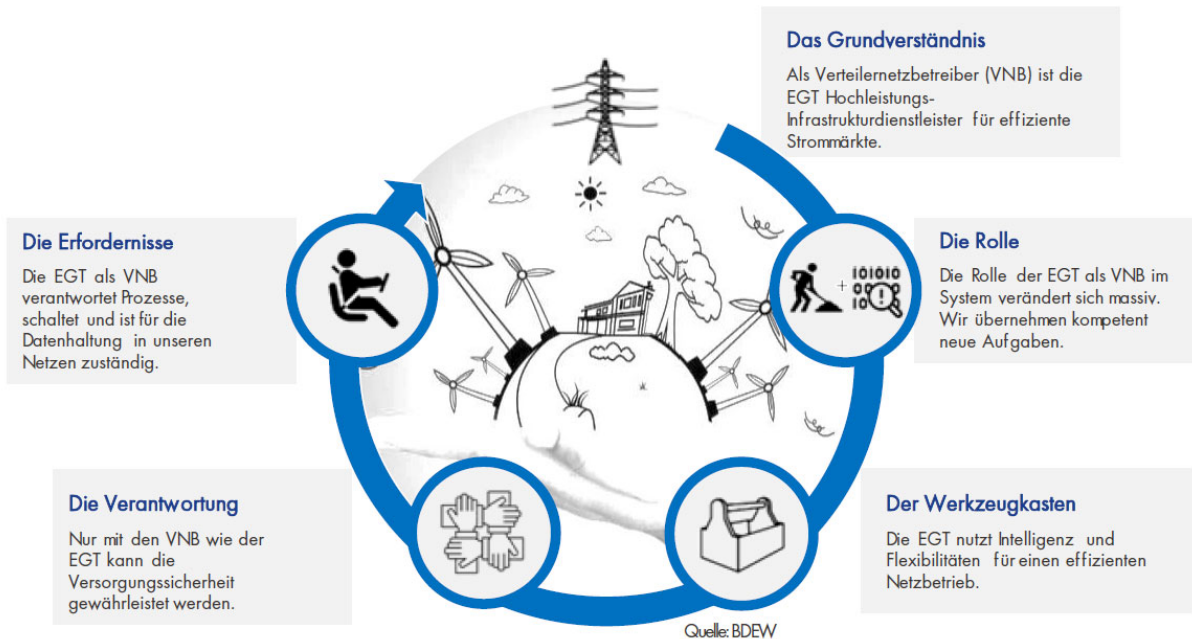 Das Grundverständnis
Als Verteilernetzbetreiber (VNB) ist die
EGT Hochleistungs-
Infrastrukturdienstleister für effiziente
Strommärkte.
Die Rolle
Die Rolle der EGT als VNB im
System verändert sich massiv.
Wir übernehmen kompetent
neue Aufgaben.
+
101010
10
Der Werkzeugkasten
Die EGT nutzt Intelligenz und
Flexibilitäten für einen effizienten
Netzbetrieb.
Die Verantwortung
Nur mit den VNB wie der
EGT kann die
Versorgungssicherheit
gewährleistet werden.
Die Erfordernisse
Die EGT als VNB
verantwortet Prozesse,
schaltet und ist für die
Datenhaltung in unseren
Netzen zuständig.
Quelle: BDEW